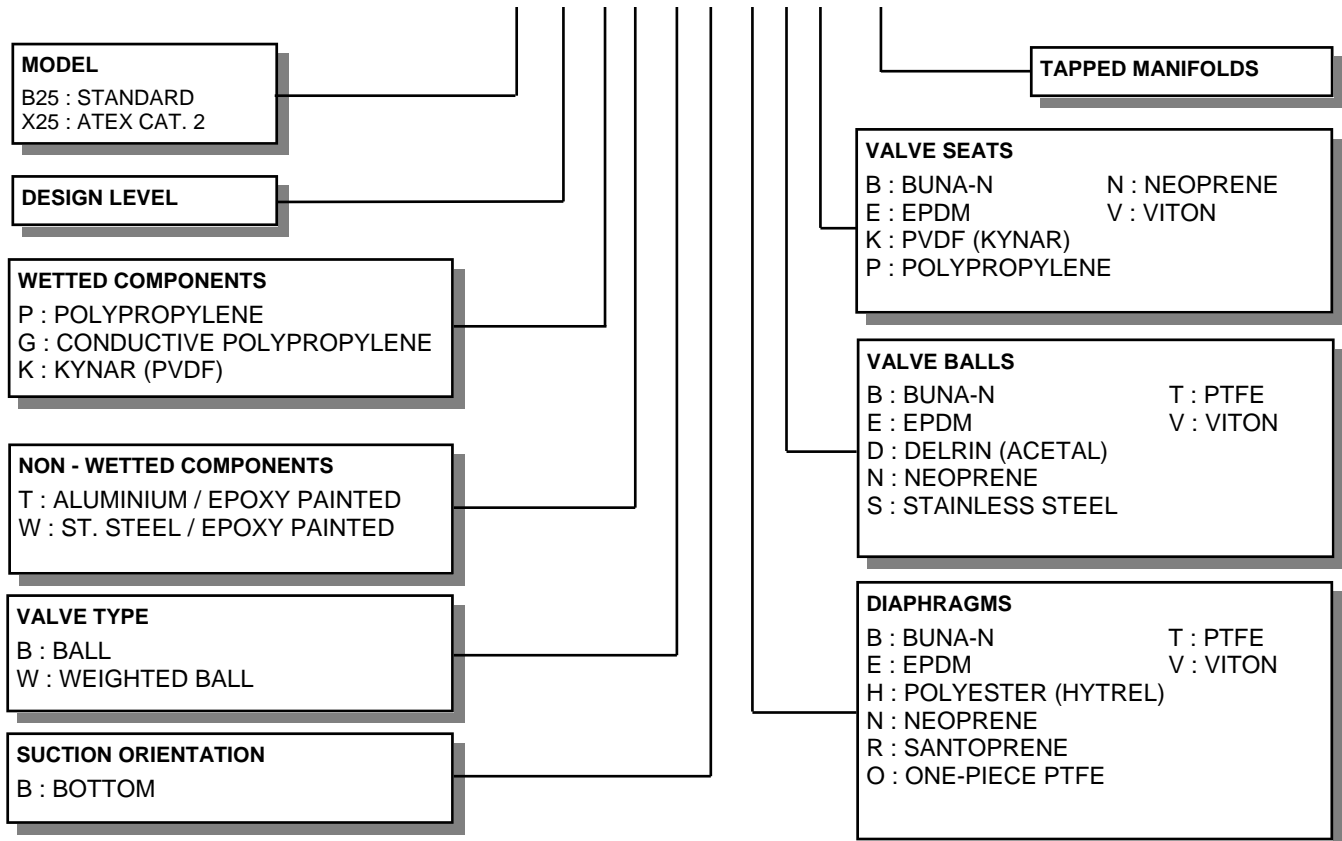 MODEL
B25 : STANDARD
X25 : ATEX CAT. 2
DESIGN LEVEL
WETTED COMPONENTS
P : POLYPROPYLENE
G : CONDUCTIVE POLYPROPYLENE
K : KYNAR (PVDF)
NON - WETTED COMPONENTS
T : ALUMINIUM / EPOXY PAINTED
W : ST. STEEL / EPOXY PAINTED
VALVE TYPE
B : BALL
W : WEIGHTED BALL
SUCTION ORIENTATION
B : BOTTOM
TAPPED MANIFOLDS
VALVE SEATS
B : BUNA-N N : NEOPRENE
E : EPDM V : VITON
K : PVDF (KYNAR)
P : POLYPROPYLENE
VALVE BALLS
B : BUNA-N T : PTFE
E : EPDM V : VITON
D : DELRIN (ACETAL)
N : NEOPRENE
S : STAINLESS STEEL
DIAPHRAGMS
B : BUNA-N T : PTFE
E : EPDM V : VITON
H : POLYESTER (HYTREL)
N : NEOPRENE
R : SANTOPRENE
O : ONE-PIECE PTFE